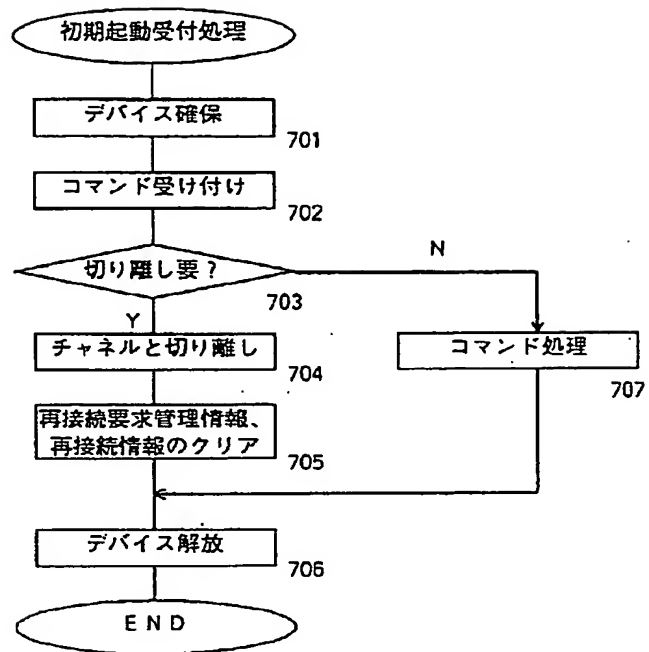 初期起動受付処理
デバイス確保
701
コマンド受け付け
702
切り離し要？
703
N
Y
チャネルと切り離し
704
コマンド処理
707
再接続要求管理情報、
再接続情報のクリア
705
デバイス解放
706
END